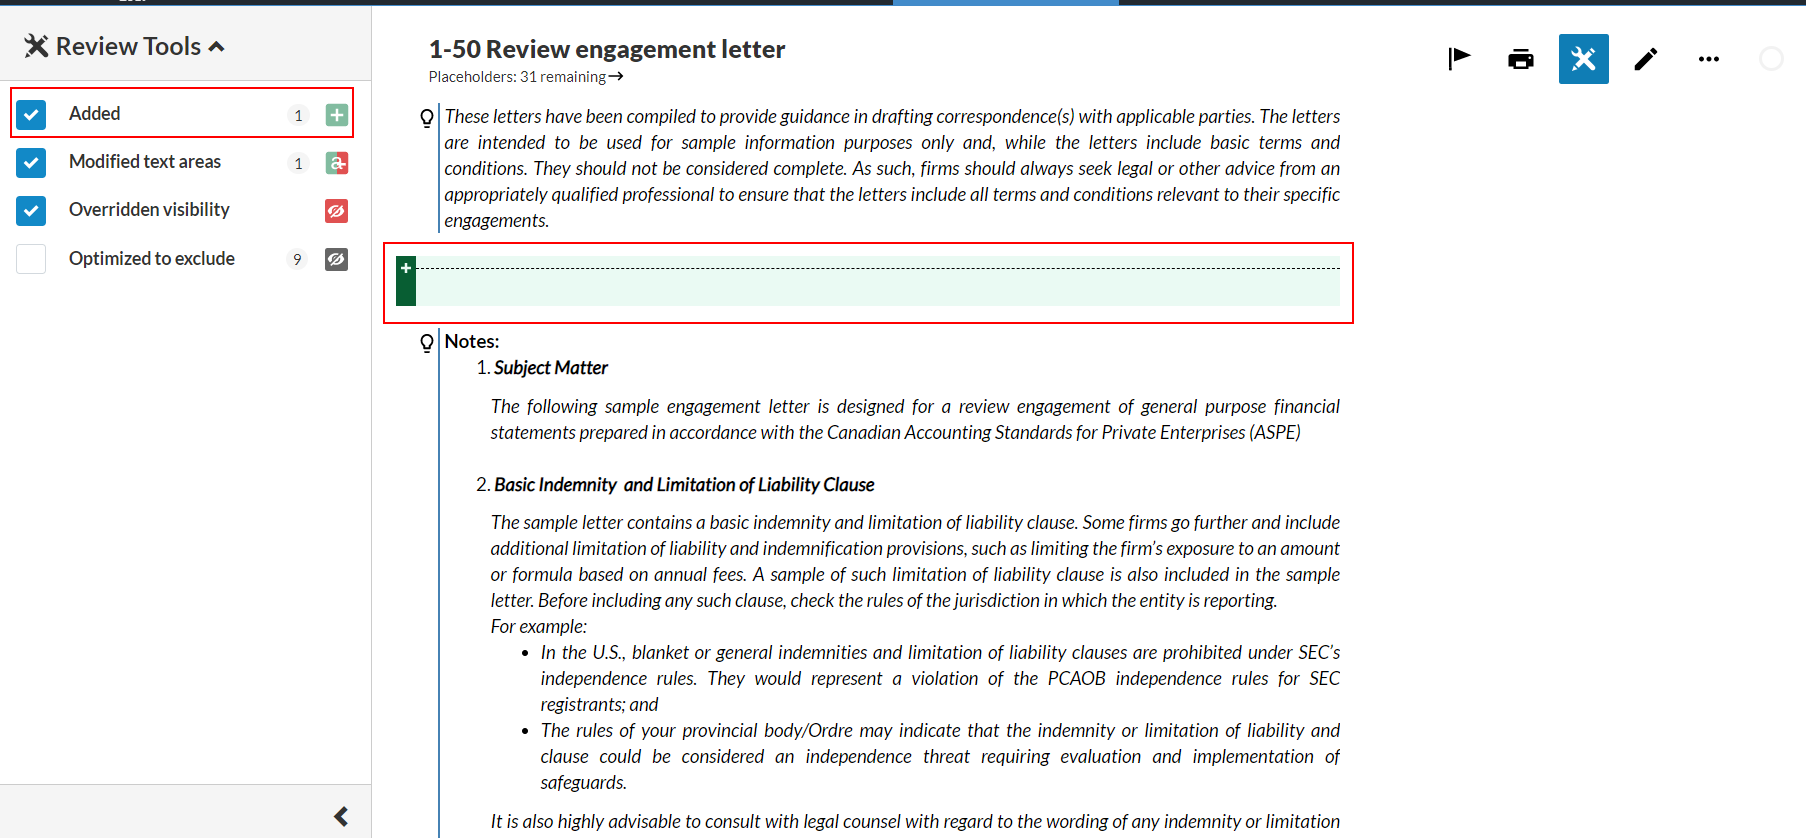 Review Tools
Added 1
Modified text areas 1
Overridden visibility
Optimized to exclude 9
1-50 Review engagement letter
Placeholders: 31 remaining
These letters have been compiled to provide guidance in drafting correspondence(s) with applicable parties. The letters
are intended to be used for sample information purposes only and, while the letters include basic terms and
conditions. They should not be considered complete. As such, firms should always seek legal or other advice from an
appropriately qualified professional to ensure that the letters include all terms and conditions relevant to their specific
engagements.
Notes:
1. Subject Matter
The following sample engagement letter is designed for a review engagement of general purpose financial
statements prepared in accordance with the Canadian Accounting Standards for Private Enterprises (ASPE)
2. Basic Indemnity and Limitation of Liability Clause
The sample letter contains a basic indemnity and limitation of liability clause. Some firms go further and include
additional limitation of liability and indemnification provisions, such as limiting the firm's exposure to an amount
or formula based on annual fees. A sample of such limitation of liability clause is also included in the sample
letter. Before including any such clause, check the rules of the jurisdiction in which the entity is reporting.
For example:
• In the U.S., blanket or general indemnities and limitation of liability clauses are prohibited under SEC's
independence rules. They would represent a violation of the PCAOB independence rules for SEC
registrants; and
• The rules of your provincial body/Ordre may indicate that the indemnity or limitation of liability and
clause could be considered an independence threat requiring evaluation and implementation of
safeguards.
It is also highly advisable to consult with legal counsel with regard to the wording of any indemnity or limitation